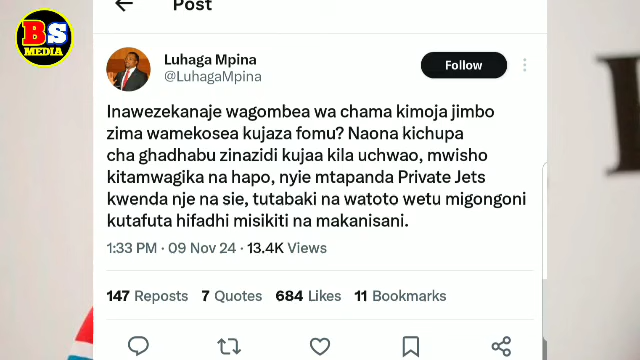 BS
MEDIA
Post
Luhaga Mpina
@LuhagaMpina
Follow
Inawezekanaje wagombea wa chama kimoja jimbo
zima wamekosea kujaza fomu? Naona kichupa
cha ghadhabu zinazidi kujaa kila uchwao, mwisho
kitamwagika na hapo, nyie mtapanda Private Jets
kwenda nje na sie, tutabaki na watoto wetu migongoni
kutafuta hifadhi misikiti na makanisani.
1:33 PM · 09 Nov 24 · 13.4K Views
147 Reposts 7 Quotes 684 Likes 11 Bookmarks